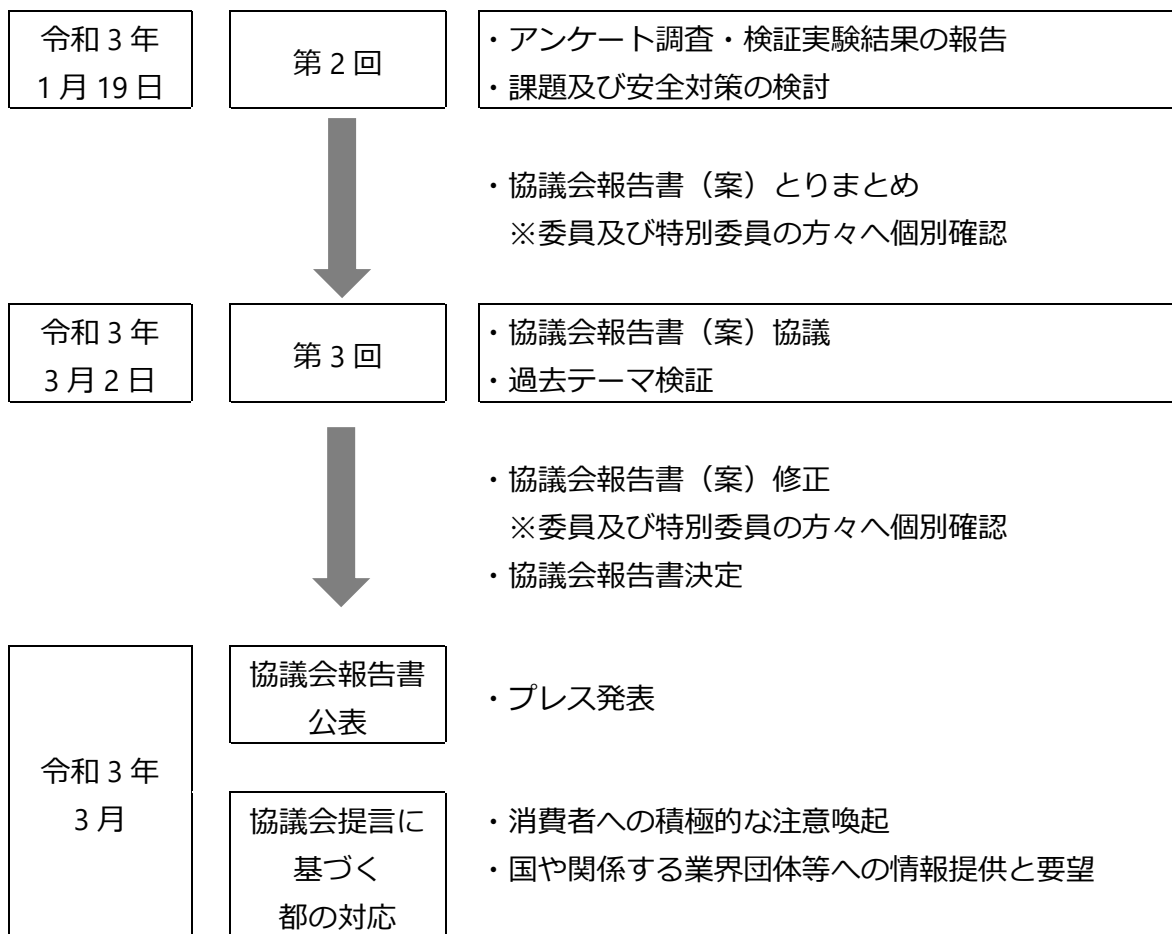 令和３年
１月 19 日
第２回
・アンケート調査・検証実験結果の報告
・課題及び安全対策の検討
・協議会報告書（案）とりまとめ
※委員及び特別委員の方々へ個別確認
令和３年
３月２日
第３回
・協議会報告書（案）協議
・過去テーマ検証
・協議会報告書（案）修正
※委員及び特別委員の方々へ個別確認
・協議会報告書決定
令和３年
３月
協議会報告書
公表
・プレス発表
協議会提言に
基づく
都の対応
・消費者への積極的な注意喚起
・国や関係する業界団体等への情報提供と要望